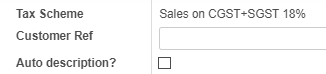 Tax Scheme Sales on CGST+SGST 18%
Customer Ref
Auto description?